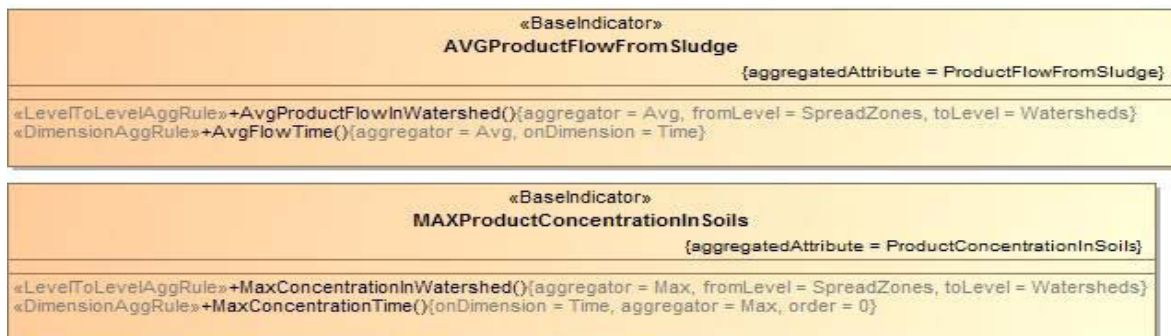 «BaseIndicator»
AVGProductFlowFromSludge
{aggregatedAttribute = ProductFlowFromSludge}
«LevelToLevelAggRule»+AvgProductFlowInWatershed(){aggregator = Avg, fromLevel = SpreadZones, toLevel = Watersheds}
«DimensionAggRule»+AvgFlowTime(){aggregator = Avg, onDimension = Time}
«BaseIndicator»
MAXProductConcentrationInSoils
{aggregatedAttribute = ProductConcentrationInSoils}
«LevelToLevelAggRule»+MaxConcentrationInWatershed(){aggregator = Max, fromLevel = SpreadZones, toLevel = Watersheds}
«DimensionAggRule»+MaxConcentrationTime(){onDimension = Time, aggregator = Max, order = 0}